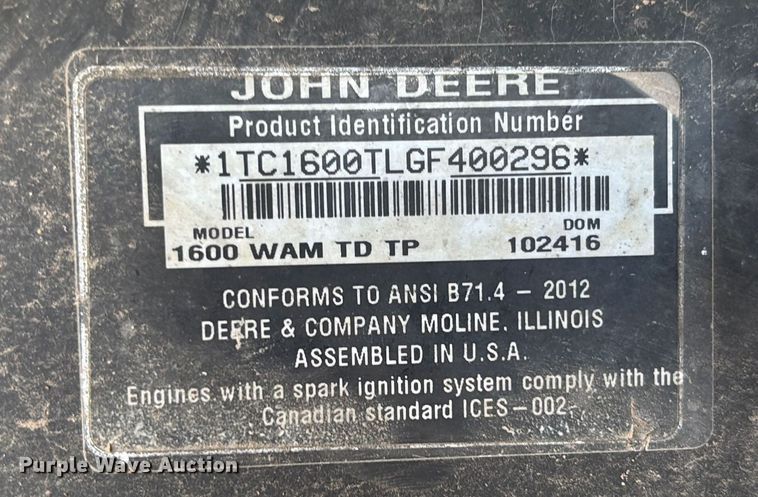 JOHN DEERE
Product Identification Number
*1TC1600TLGF400296*
MODEL DOM
1600 WAM TD TP 102416
CONFORMS TO ANSI B71.4 – 2012
DEERE & COMPANY MOLINE, ILLINOIS
ASSEMBLED IN U.S.A.
Engines with a spark ignition system comply with the
Canadian standard ICES–002
Purple Wave Auction